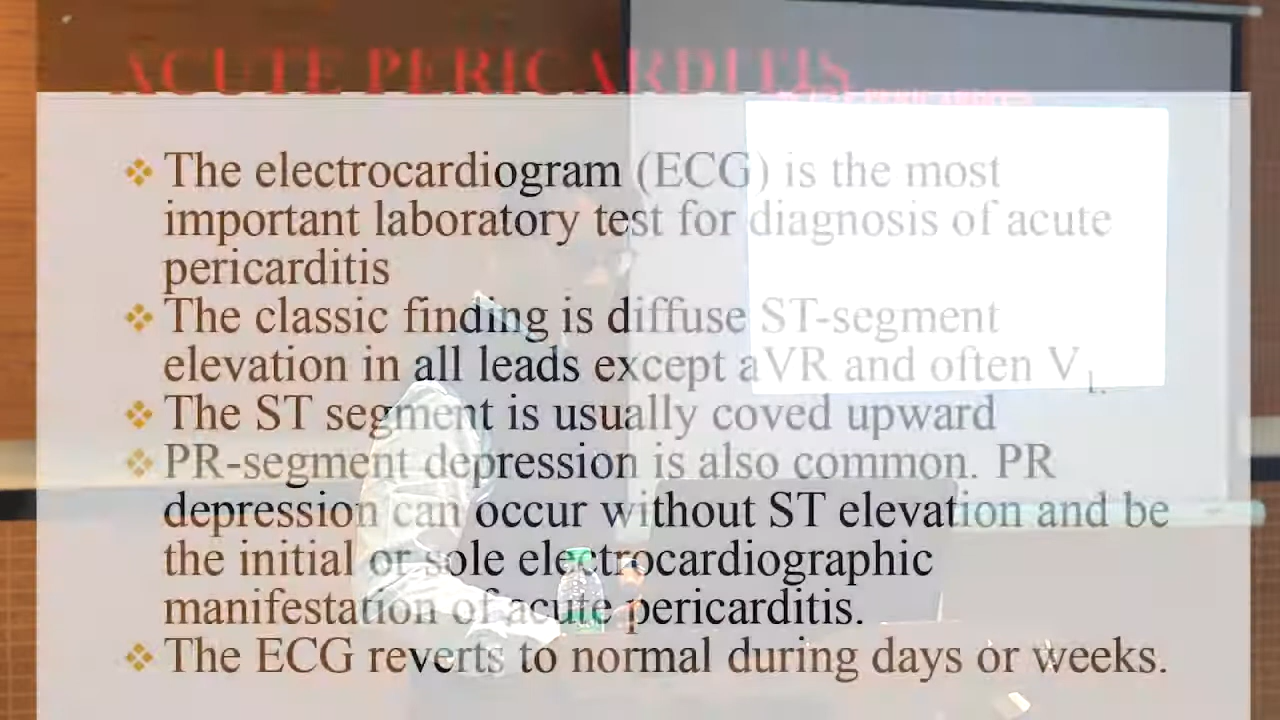 ACUTE PERICARDITIS
❖ The electrocardiogram (ECG) is the most
important laboratory test for diagnosis of acute
pericarditis
❖ The classic finding is diffuse ST-segment
elevation in all leads except aVR and often V1.
❖ The ST segment is usually coved upward
❖ PR-segment depression is also common. PR
depression can occur without ST elevation and be
the initial or sole electrocardiographic
manifestation of acute pericarditis.
❖ The ECG reverts to normal during days or weeks.